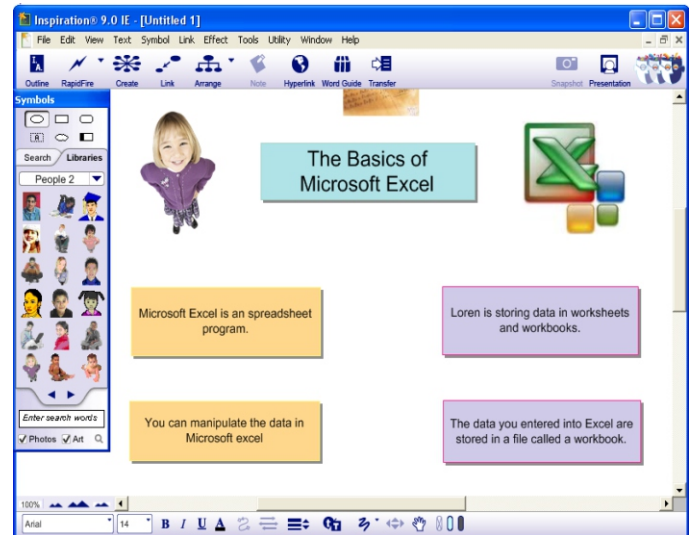 Inspiration® 9.0 IE - [Untitled 1]
File Edit View Text Symbol Link Effect Tools Utility Window Help
Outline RapidFire Create Link Arrange Note Hyperlink Word Guide Transfer Snapshot Presentation
Symbols
A
Search Libraries
People 2
Enter search words
Photos Art
The Basics of
Microsoft Excel
Microsoft Excel is an spreadsheet
program.
Loren is storing data in worksheets
and workbooks.
You can manipulate the data in
Microsoft excel
The data you entered into Excel are
stored in a file called a workbook.
100%
Arial 14 B I U A